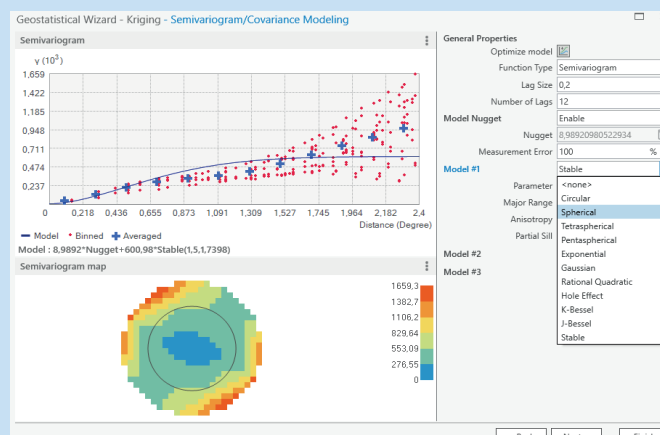 Geostatistical Wizard - Kriging - Semivariogram/Covariance Modeling
Semivariogram
γ (10³)
1,659
1,422
1,185
0,948
0,711
0,474
0,237
0 0,218 0,436 0,655 0,873 1,091 1,309 1,527 1,745 1,964 2,182 2,4
Distance (Degree)
Model Binned Averaged
Model : 8,9892*Nugget+600,98*Stable(1,5,1,7398)
Semivariogram map
1659,3
1382,7
1106,2
829,64
553,09
276,55
0
General Properties
Optimize model
Function Type Semivariogram
Lag Size 0,2
Number of Lags 12
Model Nugget Enable
Nugget 8,98920980522934
Measurement Error 100 %
Model #1 Stable
Parameter
Major Range
Anisotropy
Partial Sill
<none>
Circular
Spherical
Tetraspherical
Pentaspherical
Exponential
Gaussian
Rational Quadratic
Hole Effect
K-Bessel
J-Bessel
Stable
Model #2
Model #3